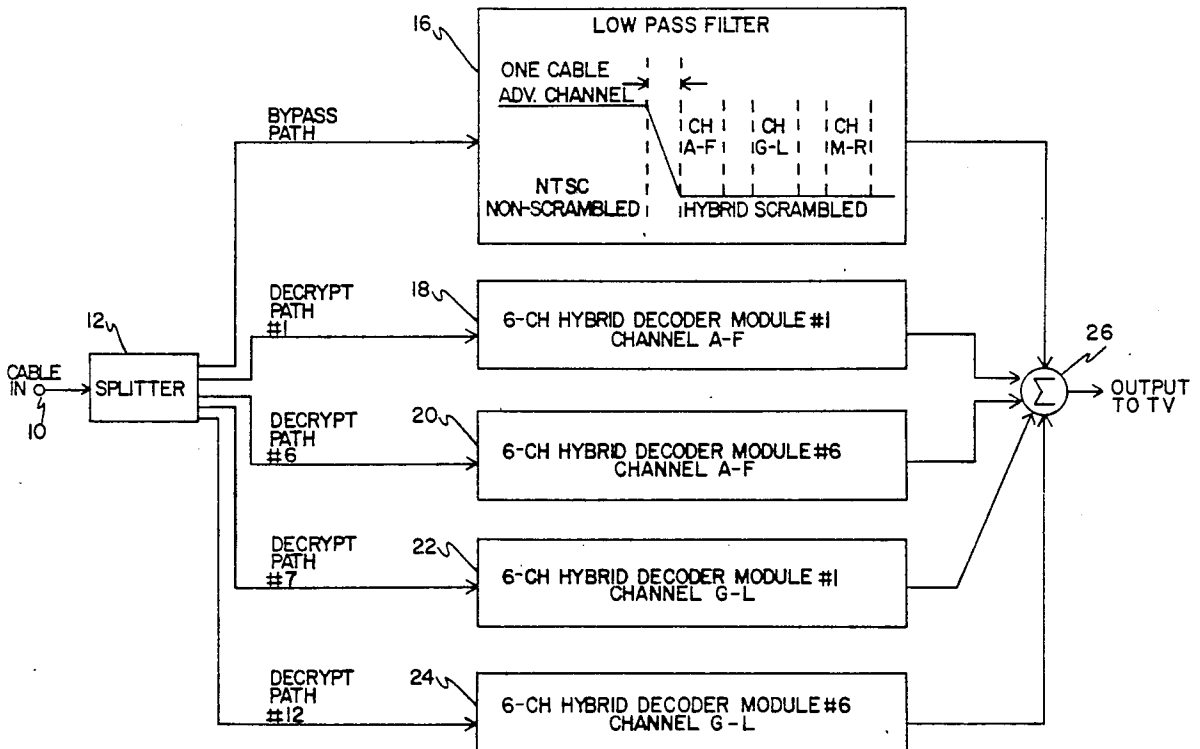 16
LOW PASS FILTER
ONE CABLE
ADV. CHANNEL
CH
A-F
CH
G-L
CH
M-R
NTSC
NON-SCRAMBLED
HYBRID SCRAMBLED
BYPASS
PATH
DECRYPT
PATH
#1
18
6-CH HYBRID DECODER MODULE #1
CHANNEL A-F
12
CABLE
IN
10
SPLITTER
26
Σ
OUTPUT
TO TV
DECRYPT
PATH
#6
20
6-CH HYBRID DECODER MODULE #6
CHANNEL A-F
DECRYPT
PATH
#7
22
6-CH HYBRID DECODER MODULE #1
CHANNEL G-L
DECRYPT
PATH
#12
24
6-CH HYBRID DECODER MODULE #6
CHANNEL G-L